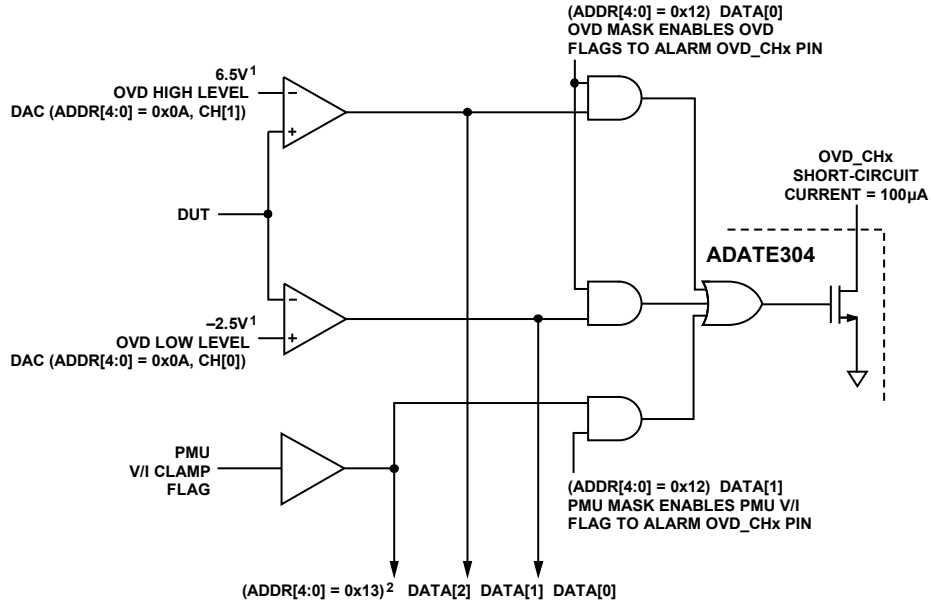 (ADDR[4:0] = 0x12) DATA[0]
OVD MASK ENABLES OVD
FLAGS TO ALARM OVD_CHx PIN
6.5V1
OVD HIGH LEVEL
DAC (ADDR[4:0] = 0x0A, CH[1])
–
+
DUT
OVD_CHx
SHORT-CIRCUIT
CURRENT = 100µA
ADATE304
–2.5V1
OVD LOW LEVEL
DAC (ADDR[4:0] = 0x0A, CH[0])
–
+
PMU
V/I CLAMP
FLAG
(ADDR[4:0] = 0x12) DATA[1]
PMU MASK ENABLES PMU V/I
FLAG TO ALARM OVD_CHx PIN
(ADDR[4:0] = 0x13)2 DATA[2] DATA[1] DATA[0]